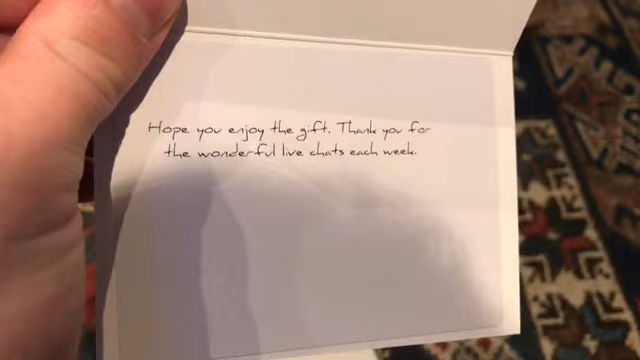 Hope you enjoy the gift. Thank you for
the wonderful live chats each week.